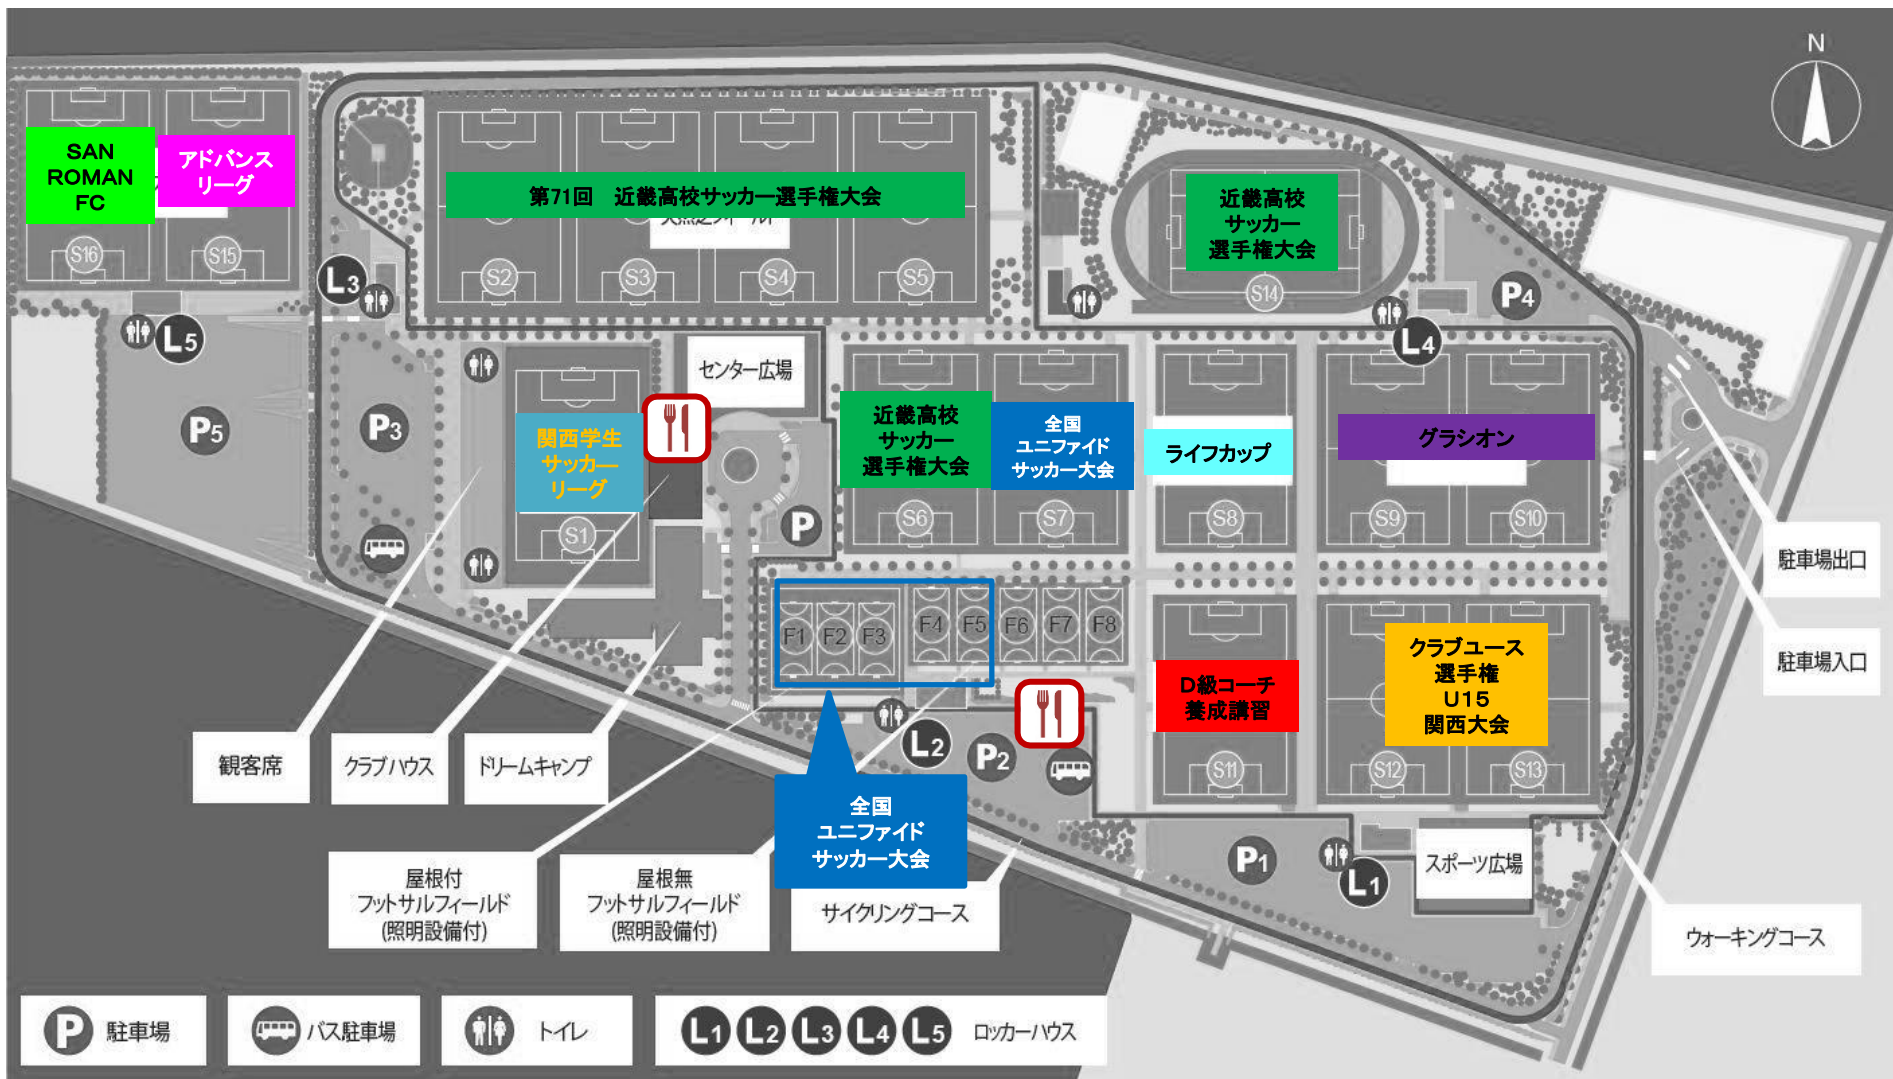 N
SAN
ROMAN
FC
アドバンス
リーグ
第71回 近畿高校サッカー選手権大会
近畿高校
サッカー
選手権大会
S16
S15
S2
S3
S4
S5
S14
L3
P4
L5
L4
センター広場
P5
P3
関西学生
サッカー
リーグ
近畿高校
サッカー
選手権大会
全国
ユニファイド
サッカー大会
ライフカップ
グラシオン
S1
P
S6
S7
S8
S9
S10
駐車場出口
F1
F2
F3
F4
F5
F6
F7
F8
D級コーチ
養成講習
クラブユース
選手権
U15
関西大会
駐車場入口
観客席
クラブハウス
ドリームキャンプ
L2
P2
S11
S12
S13
全国
ユニファイド
サッカー大会
屋根付
フットサルフィールド
(照明設備付)
屋根無
フットサルフィールド
(照明設備付)
サイクリングコース
P1
L1
スポーツ広場
ウォーキングコース
P 駐車場
バス駐車場
トイレ
L1 L2 L3 L4 L5 ロッカーハウス